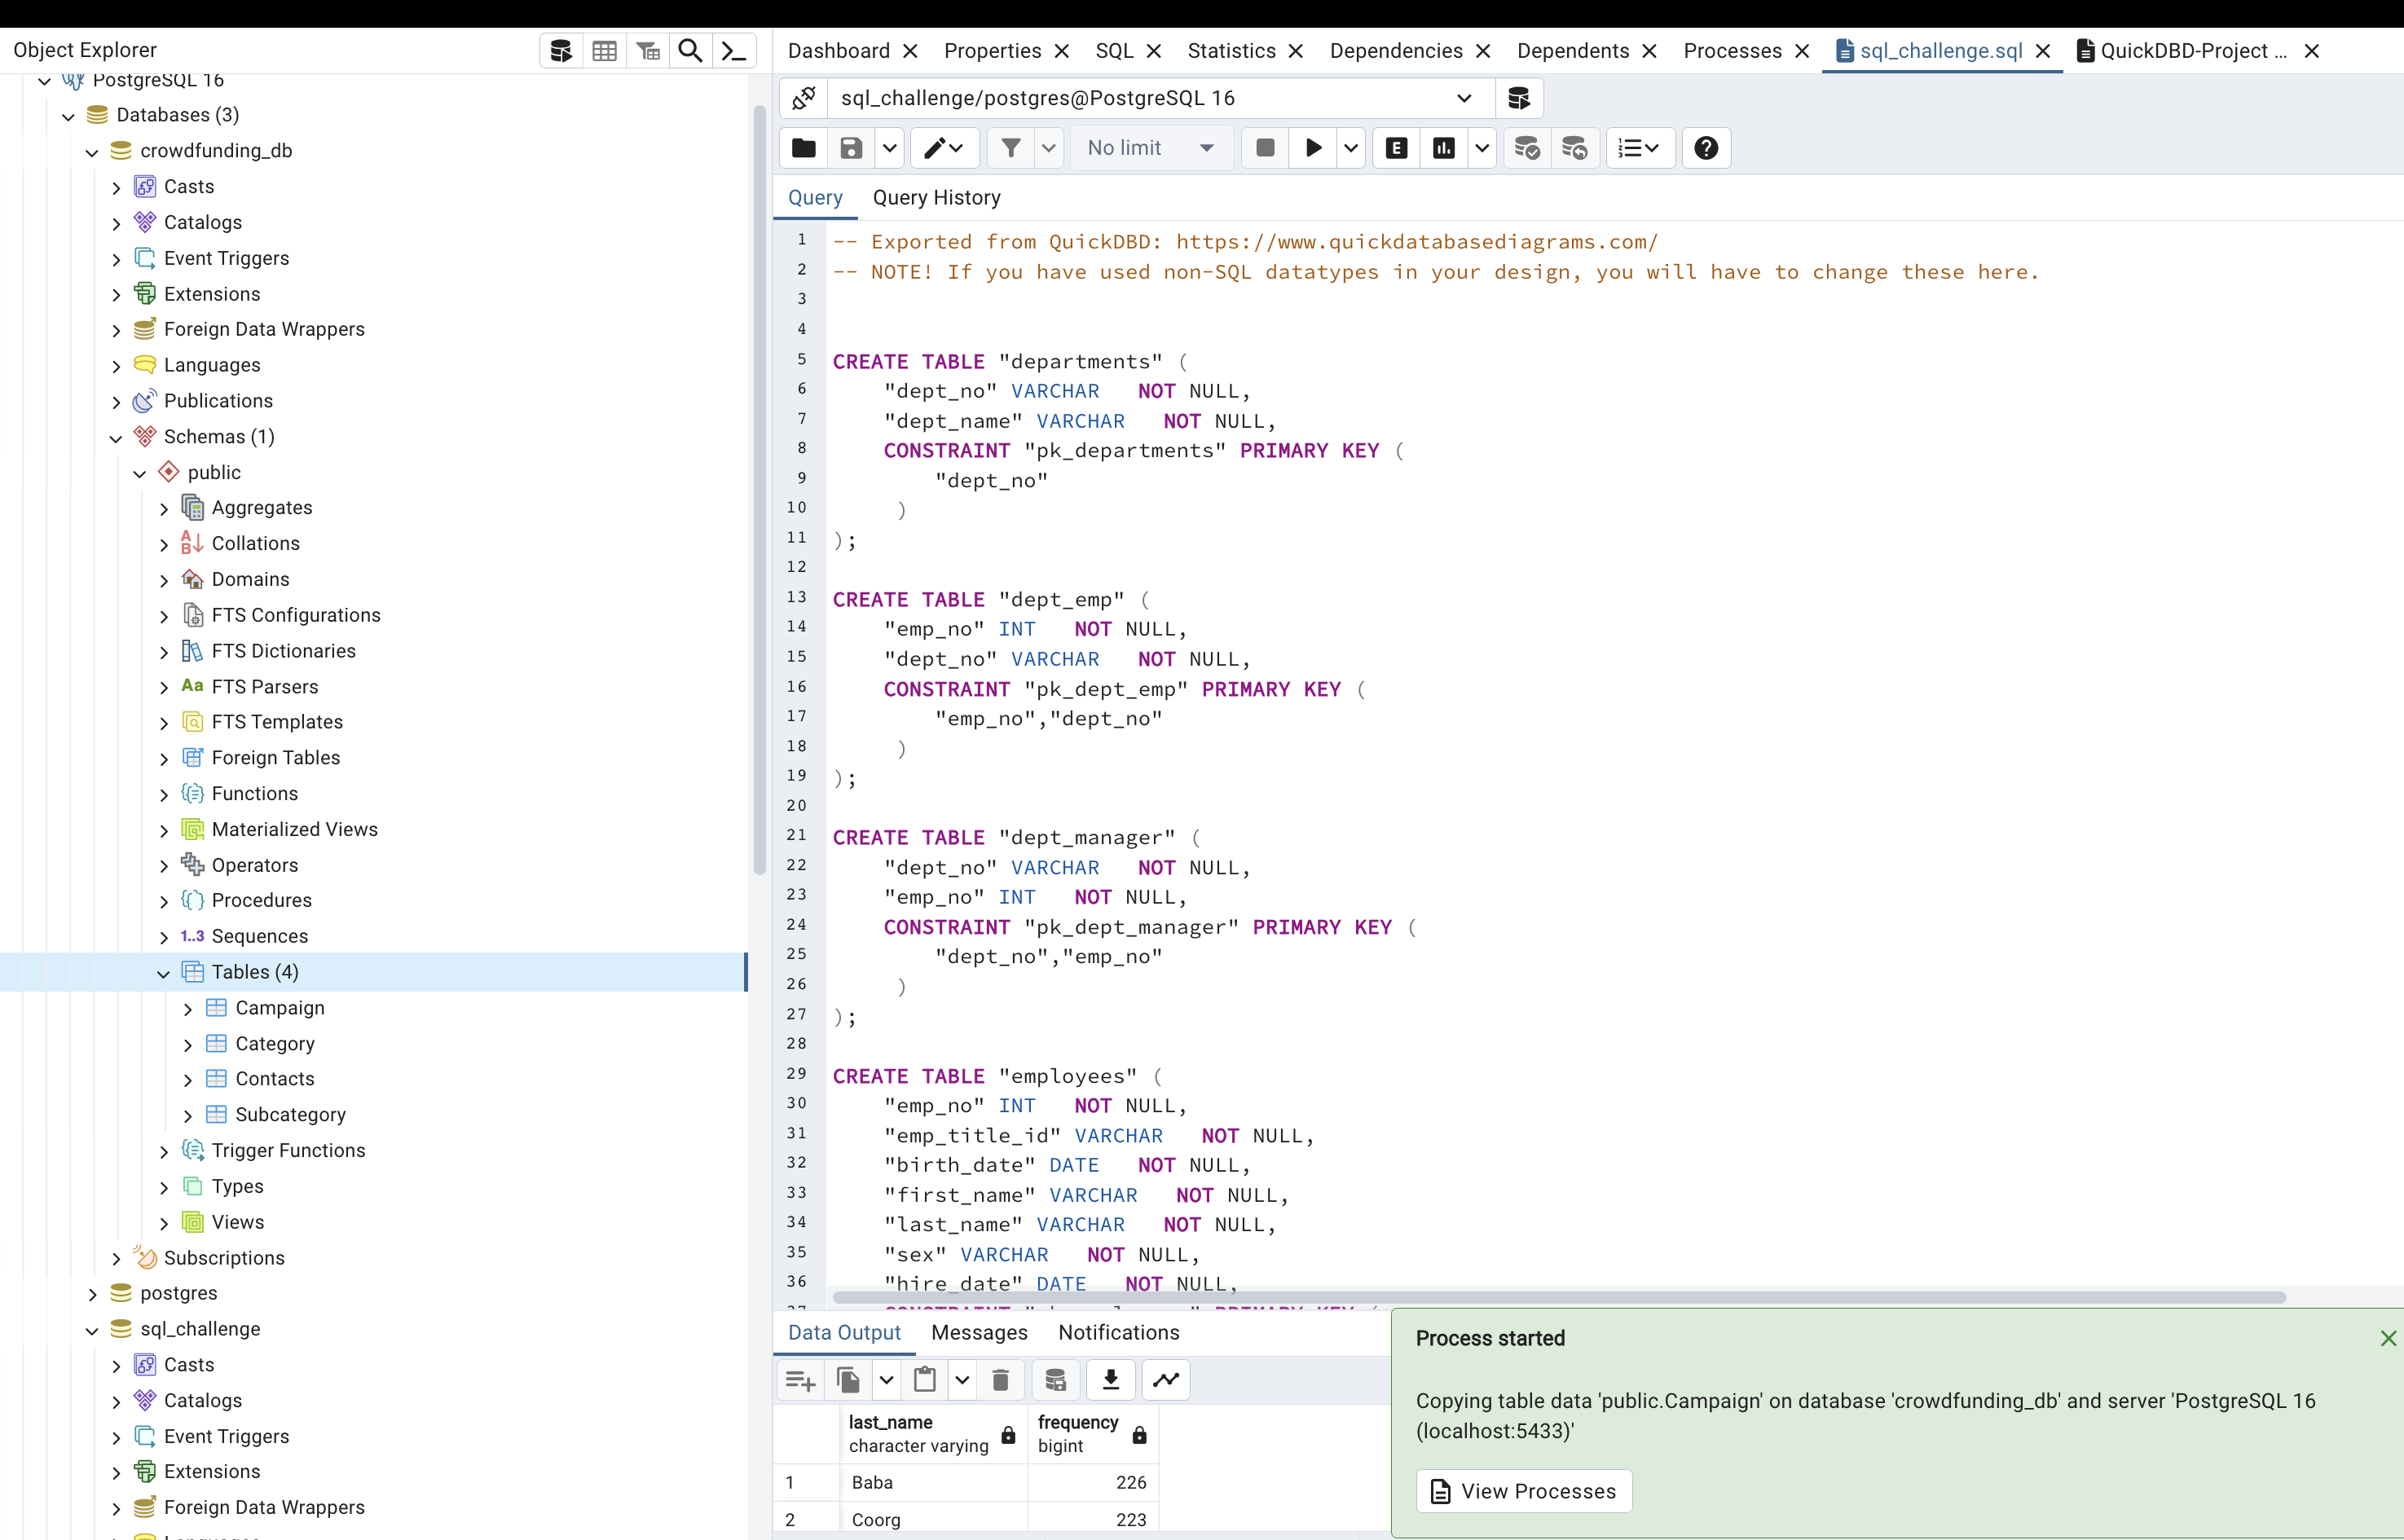 Object Explorer
PostgreSQL 16
Databases (3)
crowdfunding_db
Casts
Catalogs
Event Triggers
Extensions
Foreign Data Wrappers
Languages
Publications
Schemas (1)
public
Aggregates
Collations
Domains
FTS Configurations
FTS Dictionaries
Aa FTS Parsers
FTS Templates
Foreign Tables
Functions
Materialized Views
Operators
Procedures
1..3 Sequences
Tables (4)
Campaign
Category
Contacts
Subcategory
Trigger Functions
Types
Views
Subscriptions
postgres
sql_challenge
Casts
Catalogs
Event Triggers
Extensions
Foreign Data Wrappers
Dashboard Properties SQL Statistics Dependencies Dependents Processes sql_challenge.sql QuickDBD-Project ...
sql_challenge/postgres@PostgreSQL 16
No limit E
Query Query History
1 -- Exported from QuickDBD: https://www.quickdatabasediagrams.com/
2 -- NOTE! If you have used non-SQL datatypes in your design, you will have to change these here.
3
4
5 CREATE TABLE "departments" (
6 "dept_no" VARCHAR NOT NULL,
7 "dept_name" VARCHAR NOT NULL,
8 CONSTRAINT "pk_departments" PRIMARY KEY (
9 "dept_no"
10 )
11 );
12
13 CREATE TABLE "dept_emp" (
14 "emp_no" INT NOT NULL,
15 "dept_no" VARCHAR NOT NULL,
16 CONSTRAINT "pk_dept_emp" PRIMARY KEY (
17 "emp_no","dept_no"
18 )
19 );
20
21 CREATE TABLE "dept_manager" (
22 "dept_no" VARCHAR NOT NULL,
23 "emp_no" INT NOT NULL,
24 CONSTRAINT "pk_dept_manager" PRIMARY KEY (
25 "dept_no","emp_no"
26 )
27 );
28
29 CREATE TABLE "employees" (
30 "emp_no" INT NOT NULL,
31 "emp_title_id" VARCHAR NOT NULL,
32 "birth_date" DATE NOT NULL,
33 "first_name" VARCHAR NOT NULL,
34 "last_name" VARCHAR NOT NULL,
35 "sex" VARCHAR NOT NULL,
36 "hire_date" DATE NOT NULL,
Data Output Messages Notifications
last_name frequency
character varying bigint
1 Baba 226
2 Coorg 223
Process started
Copying table data 'public.Campaign' on database 'crowdfunding_db' and server 'PostgreSQL 16
(localhost:5433)'
View Processes